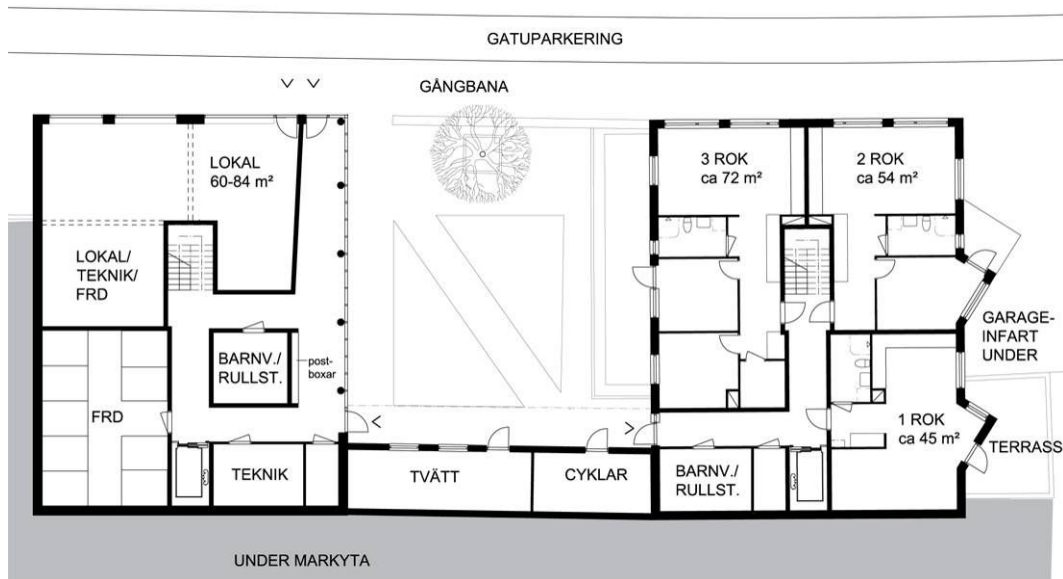 GATUPARKERING
GÅNGBANA
LOKAL
60-84 m²
3 ROK
ca 72 m²
2 ROK
ca 54 m²
LOKAL/
TEKNIK/
FRD
GARAGE-
INFART
UNDER
BARNV./
RULLST.
post-
boxar
FRD
1 ROK
ca 45 m²
TERRASS
TEKNIK
TVÄTT
CYKLAR
BARNV./
RULLST.
UNDER MARKYTA